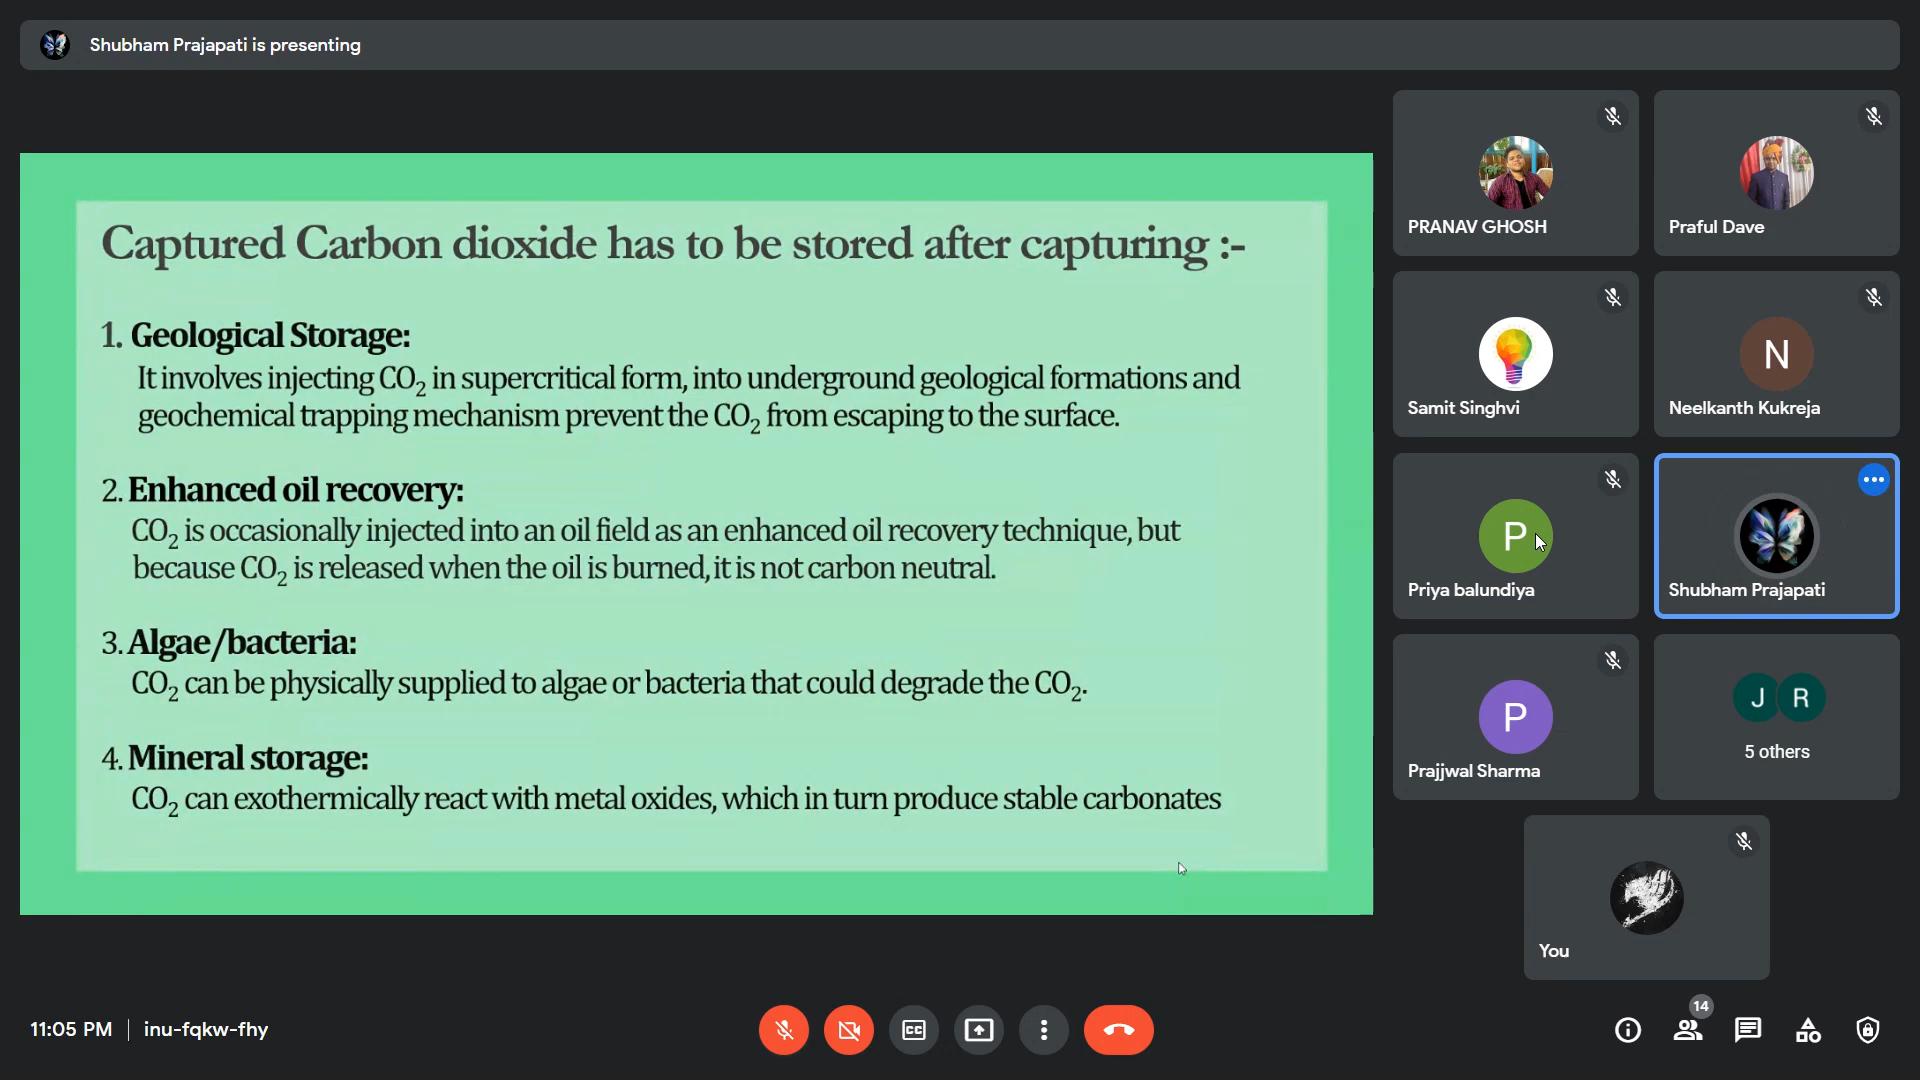 Shubham Prajapati is presenting
Captured Carbon dioxide has to be stored after capturing :-
1. Geological Storage:
It involves injecting CO₂ in supercritical form, into underground geological formations and
geochemical trapping mechanism prevent the CO₂ from escaping to the surface.
2. Enhanced oil recovery:
CO₂ is occasionally injected into an oil field as an enhanced oil recovery technique, but
because CO₂ is released when the oil is burned, it is not carbon neutral.
3. Algae/bacteria:
CO₂ can be physically supplied to algae or bacteria that could degrade the CO₂.
4. Mineral storage:
CO₂ can exothermically react with metal oxides, which in turn produce stable carbonates
PRANAV GHOSH
Praful Dave
Samit Singhvi
N
Neelkanth Kukreja
P
Priya balundiya
Shubham Prajapati
P
Prajjwal Sharma
J R
5 others
You
11:05 PM | inu-fqkw-fhy
CC
14